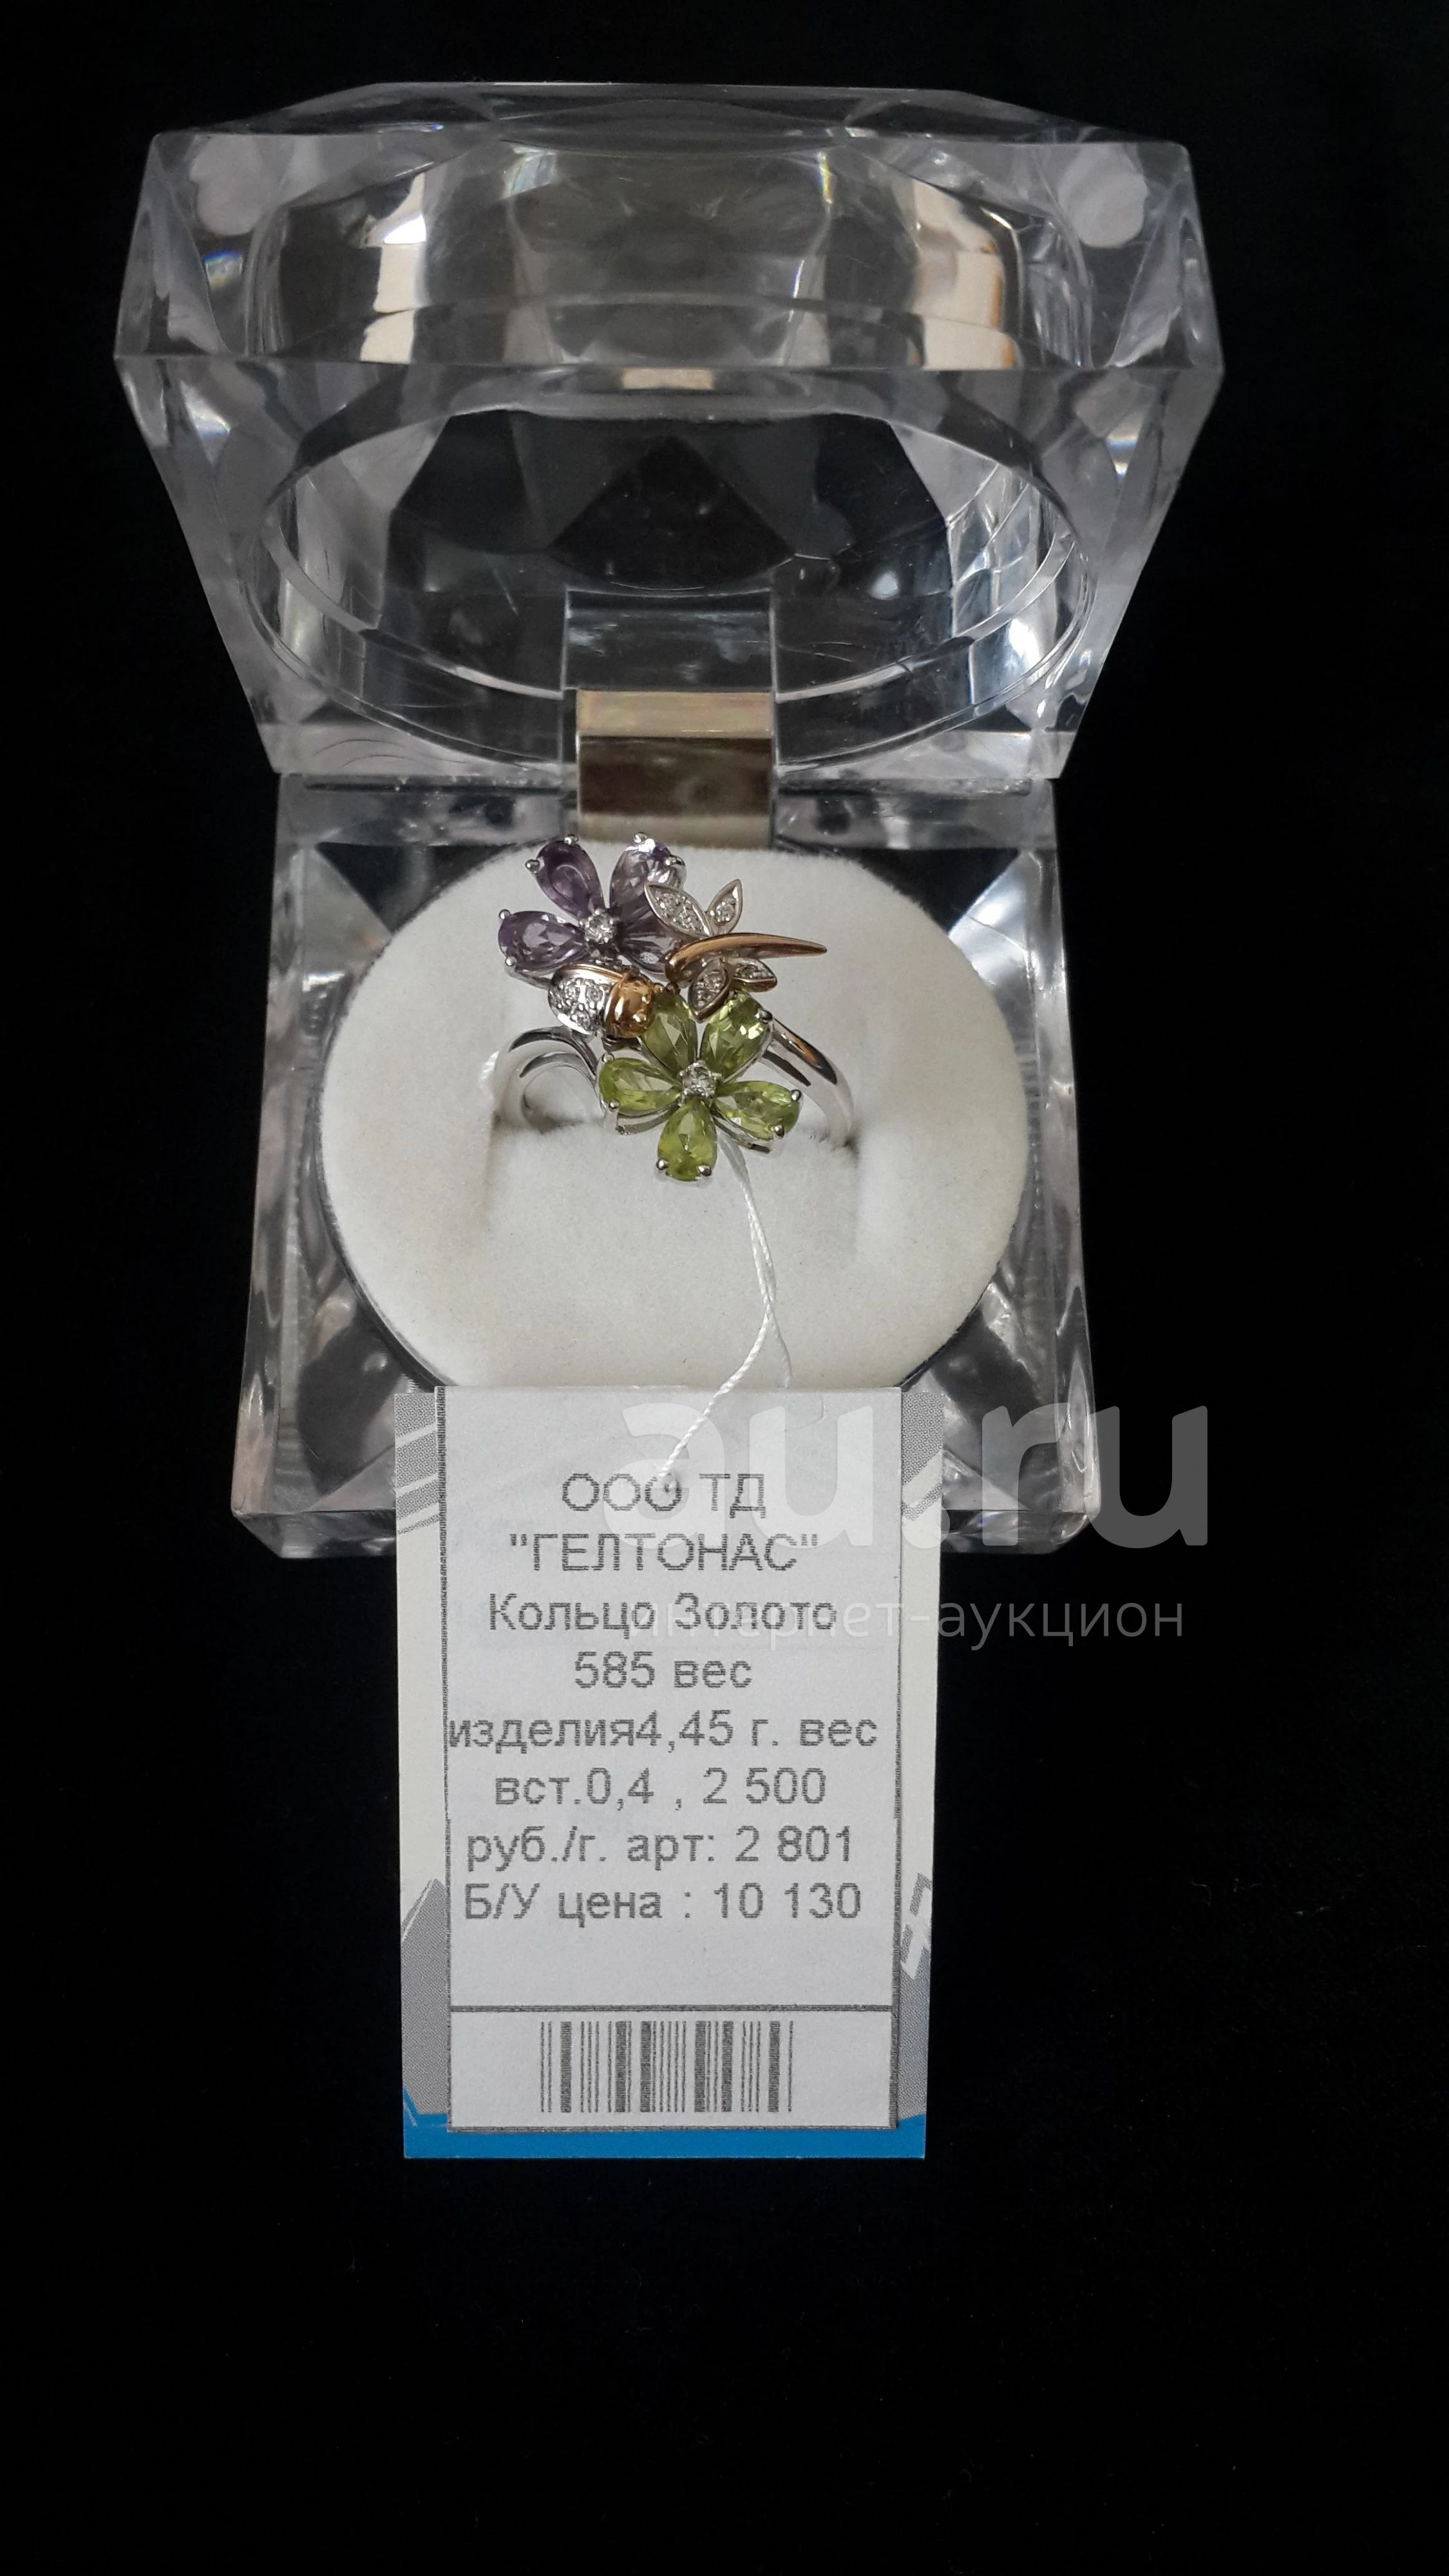 au.ru
интернет-аукцион
ООО ТД
"ГЕЛТОНАС"
Кольцо Золото
585 вес
изделия4,45 г. вес
вст.0,4 , 2 500
руб./г. арт: 2 801
Б/У цена : 10 130